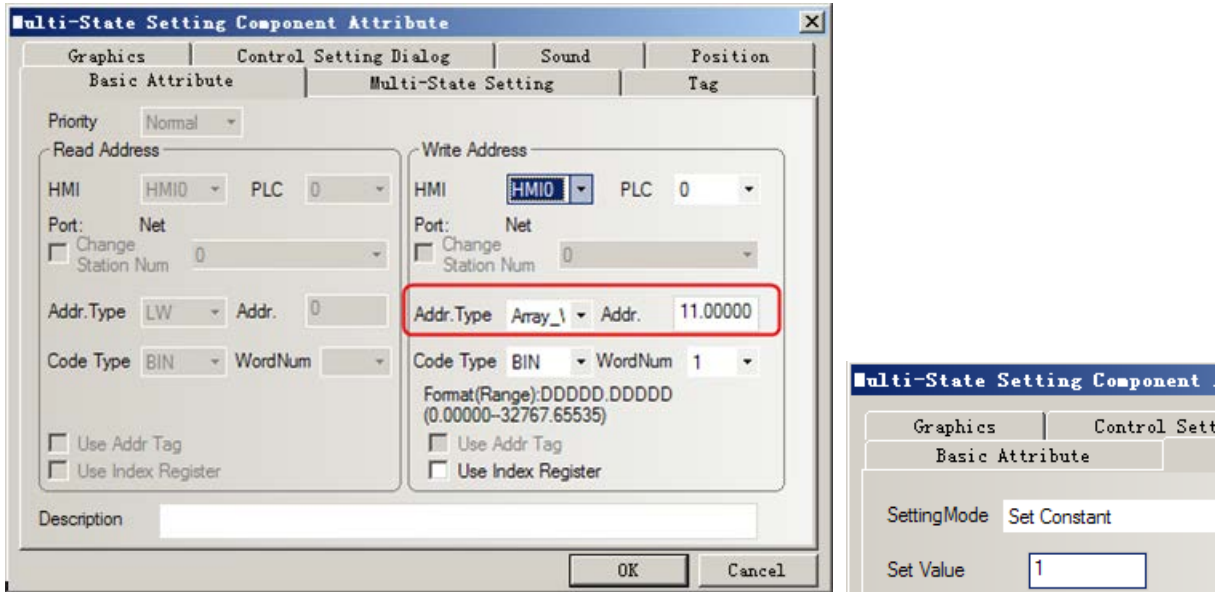 Multi-State Setting Component Attribute
Graphics Control Setting Dialog Sound Position
Basic Attribute Multi-State Setting Tag
Priority Normal
Read Address
HMI HMI0 PLC 0
Port: Net
Change Station Num 0
Addr.Type LW Addr. 0
Code Type BIN WordNum
Use Addr Tag
Use Index Register
Write Address
HMI HMI0 PLC 0
Port: Net
Change Station Num 0
Addr.Type Array_\ Addr. 11.00000
Code Type BIN WordNum 1
Format(Range):DDDDD.DDDDD
(0.00000--32767.65535)
Use Addr Tag
Use Index Register
Description
OK Cancel
Multi-State Setting Component
Graphics Control Sett
Basic Attribute
SettingMode Set Constant
Set Value 1